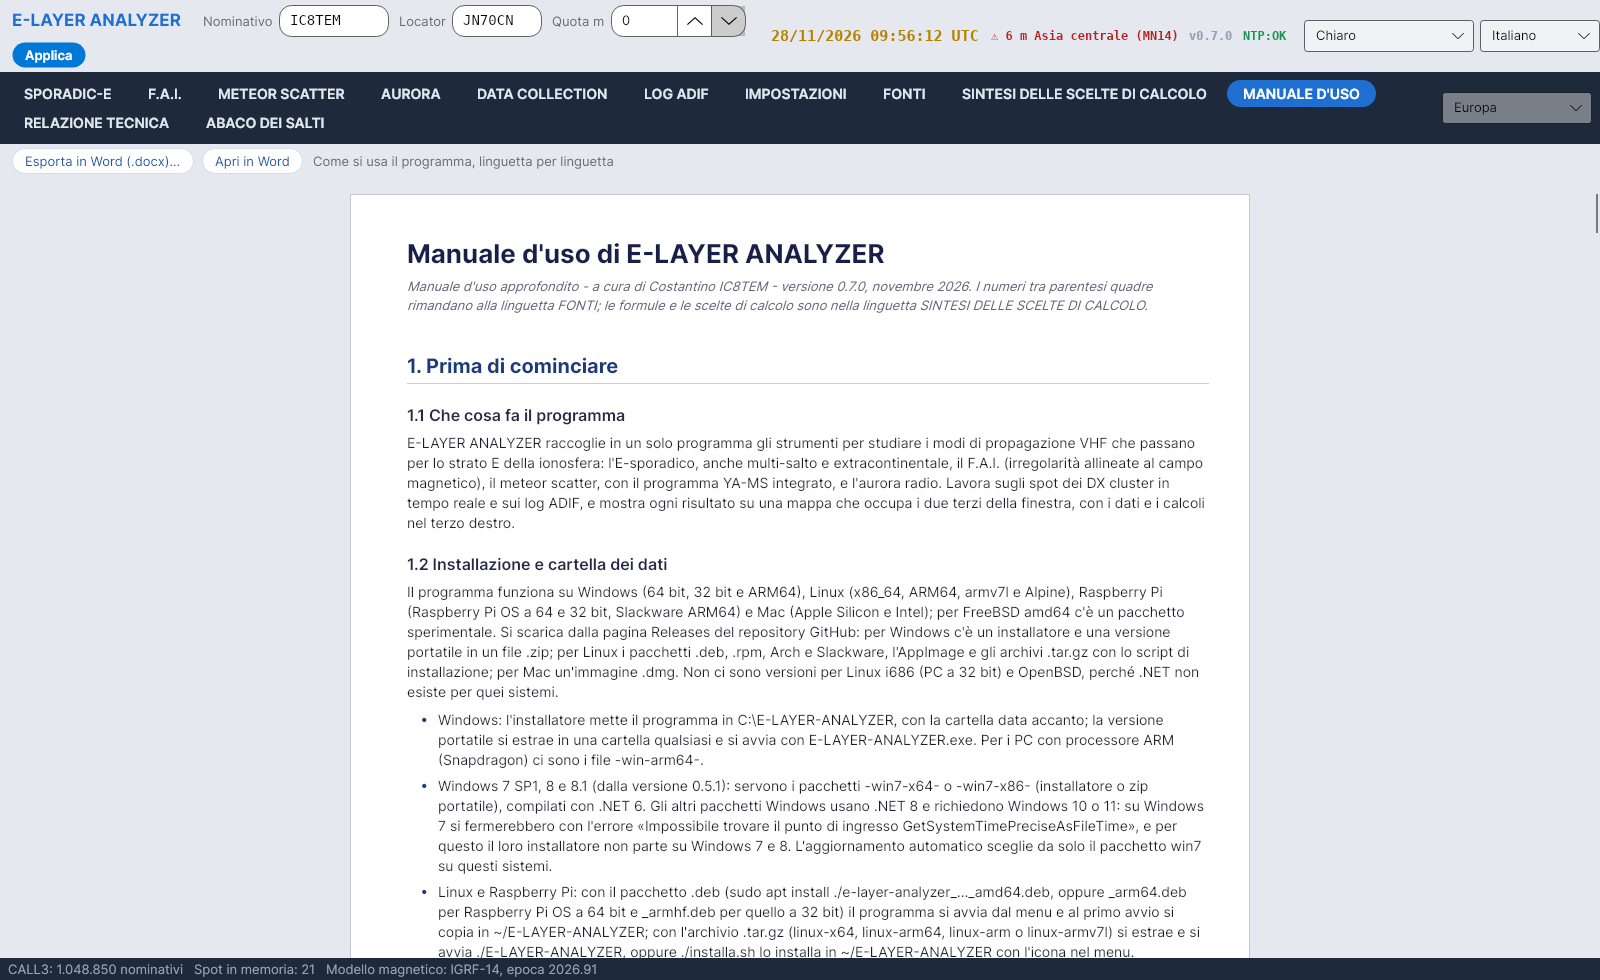 E-LAYER ANALYZER Nominativo IC8TEM Locator JN70CN Quota m 0
28/11/2026 09:56:12 UTC ⚠ 6 m Asia centrale (MN14) v0.7.0 NTP:OK Chiaro Italiano
Applica
SPORADIC-E F.A.I. METEOR SCATTER AURORA DATA COLLECTION LOG ADIF IMPOSTAZIONI FONTI SINTESI DELLE SCELTE DI CALCOLO MANUALE D'USO
RELAZIONE TECNICA ABACO DEI SALTI
Europa
Esporta in Word (.docx)... Apri in Word Come si usa il programma, linguetta per linguetta
Manuale d'uso di E-LAYER ANALYZER
Manuale d'uso approfondito - a cura di Costantino IC8TEM - versione 0.7.0, novembre 2026. I numeri tra parentesi quadre
rimandano alla linguetta FONTI; le formule e le scelte di calcolo sono nella linguetta SINTESI DELLE SCELTE DI CALCOLO.
1. Prima di cominciare
1.1 Che cosa fa il programma
E-LAYER ANALYZER raccoglie in un solo programma gli strumenti per studiare i modi di propagazione VHF che passano
per lo strato E della ionosfera: l'E-sporadico, anche multi-salto e extracontinentale, il F.A.I. (irregolarità allineate al campo
magnetico), il meteor scatter, con il programma YA-MS integrato, e l'aurora radio. Lavora sugli spot dei DX cluster in
tempo reale e sui log ADIF, e mostra ogni risultato su una mappa che occupa i due terzi della finestra, con i dati e i calcoli
nel terzo destro.
1.2 Installazione e cartella dei dati
Il programma funziona su Windows (64 bit, 32 bit e ARM64), Linux (x86_64, ARM64, armv7l e Alpine), Raspberry Pi
(Raspberry Pi OS a 64 e 32 bit, Slackware ARM64) e Mac (Apple Silicon e Intel); per FreeBSD amd64 c'è un pacchetto
sperimentale. Si scarica dalla pagina Releases del repository GitHub: per Windows c'è un installatore e una versione
portatile in un file .zip; per Linux i pacchetti .deb, .rpm, Arch e Slackware, l'AppImage e gli archivi .tar.gz con lo script di
installazione; per Mac un'immagine .dmg. Non ci sono versioni per Linux i686 (PC a 32 bit) e OpenBSD, perché .NET non
esiste per quei sistemi.
• Windows: l'installatore mette il programma in C:\E-LAYER-ANALYZER, con la cartella data accanto; la versione
portatile si estrae in una cartella qualsiasi e si avvia con E-LAYER-ANALYZER.exe. Per i PC con processore ARM
(Snapdragon) ci sono i file -win-arm64-.
• Windows 7 SP1, 8 e 8.1 (dalla versione 0.5.1): servono i pacchetti -win7-x64- o -win7-x86- (installatore o zip
portatile), compilati con .NET 6. Gli altri pacchetti Windows usano .NET 8 e richiedono Windows 10 o 11: su Windows
7 si fermerebbero con l'errore «Impossibile trovare il punto di ingresso GetSystemTimePreciseAsFileTime», e per
questo il loro installatore non parte su Windows 7 e 8. L'aggiornamento automatico sceglie da solo il pacchetto win7
su questi sistemi.
• Linux e Raspberry Pi: con il pacchetto .deb (sudo apt install ./e-layer-analyzer_..._amd64.deb, oppure _arm64.deb
per Raspberry Pi OS a 64 bit e _armhf.deb per quello a 32 bit) il programma si avvia dal menu e al primo avvio si
copia in ~/E-LAYER-ANALYZER; con l'archivio .tar.gz (linux-x64, linux-arm64, linux-arm o linux-armv7l) si estrae e si
avvia ./E-LAYER-ANALYZER, oppure ./installa.sh lo installa in ~/E-LAYER-ANALYZER con l'icona nel menu.
CALL3: 1.048.850 nominativi Spot in memoria: 21 Modello magnetico: IGRF-14, epoca 2026.91